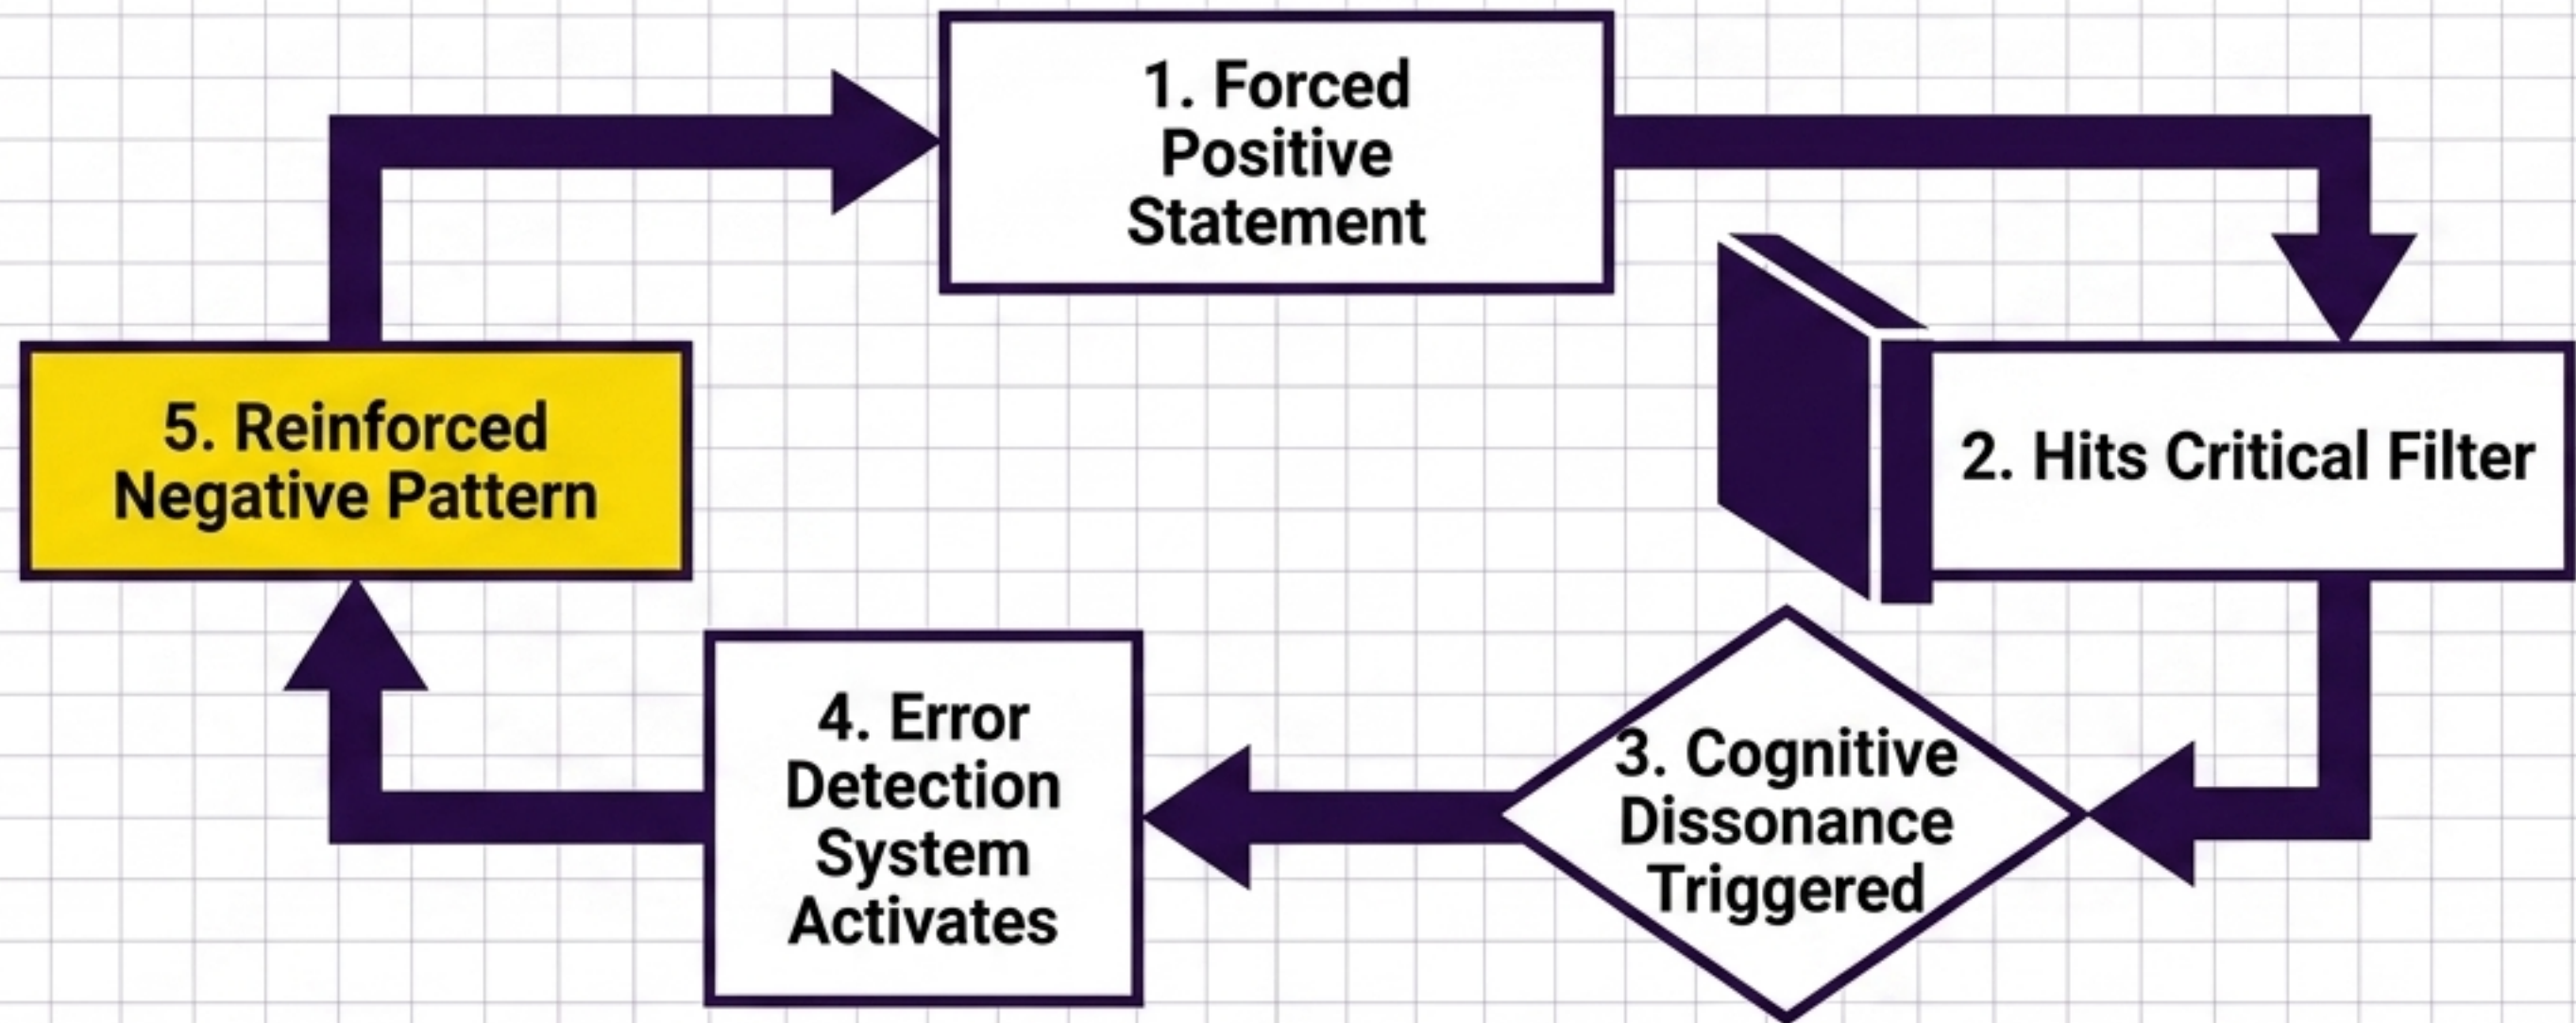 1. Forced
Positive
Statement
2. Hits Critical Filter
3. Cognitive
Dissonance
Triggered
4. Error
Detection
System
Activates
5. Reinforced
Negative Pattern